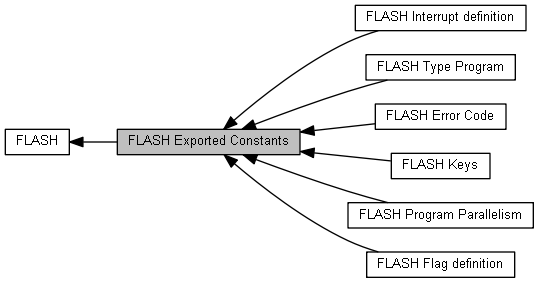 FLASH Interrupt definition
FLASH Type Program
FLASH Error Code
FLASH
FLASH Exported Constants
FLASH Keys
FLASH Program Parallelism
FLASH Flag definition